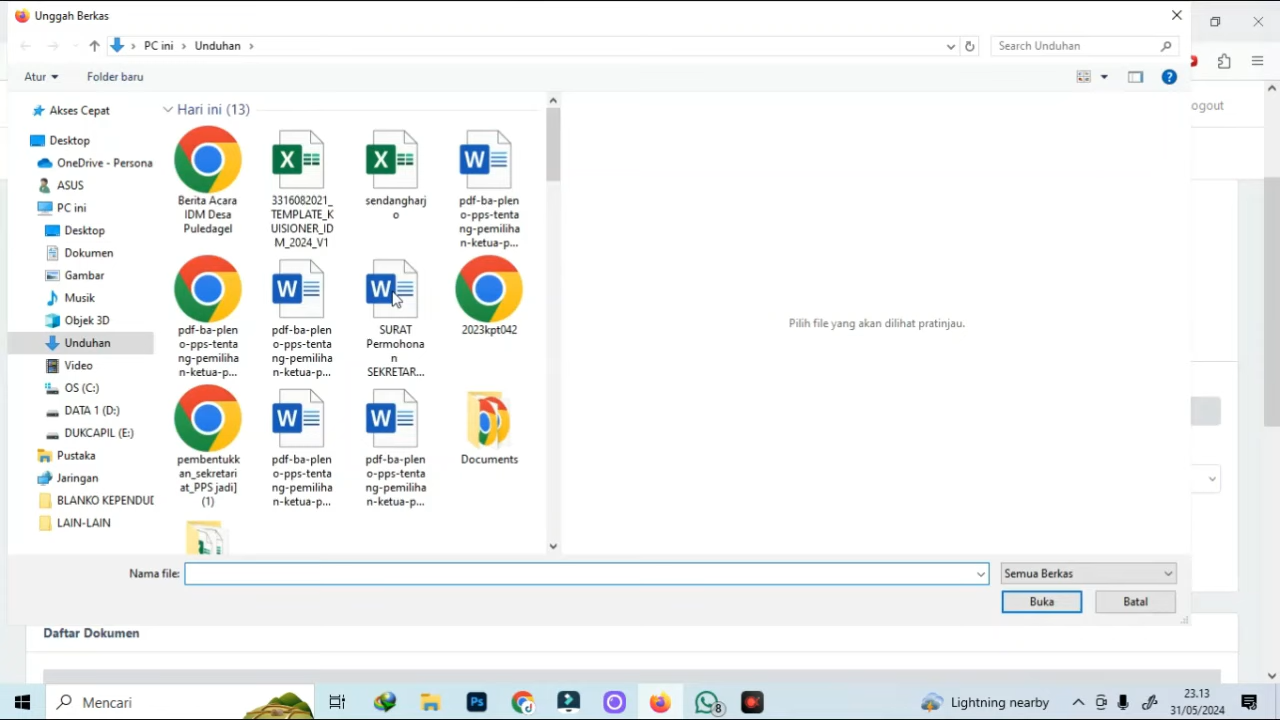 Unggah Berkas
PC ini
Unduhan
Search Unduhan
Atur
Folder baru
ogout
Akses Cepat
Desktop
OneDrive - Persona
ASUS
PC ini
Desktop
Dokumen
Gambar
Musik
Objek 3D
Unduhan
Video
OS (C:)
DATA 1 (D:)
DUKCAPIL (E:)
Pustaka
Jaringan
BLANKO KEPENDUD
LAIN-LAIN
Hari ini (13)
Berita Acara
IDM Desa
Puledagel
3316082021_
TEMPLATE_K
UISIONER_ID
M_2024_V1
sendangharj
o
pdf-ba-plen
o-pps-tenta
ng-pemiliha
n-ketua-p...
pdf-ba-plen
o-pps-tenta
ng-pemiliha
n-ketua-p...
pdf-ba-plen
o-pps-tenta
ng-pemiliha
n-ketua-p...
SURAT
Permohona
n
SEKRETAR...
2023kpt042
pembentukk
an_sekretari
at_PPS jadi]
(1)
pdf-ba-plen
o-pps-tenta
ng-pemiliha
n-ketua-p...
pdf-ba-plen
o-pps-tenta
ng-pemiliha
n-ketua-p...
Documents
Pilih file yang akan dilihat pratinjau.
Nama file:
Semua Berkas
Buka
Batal
Daftar Dokumen
Mencari
Ps
8
Lightning nearby
23.13
31/05/2024